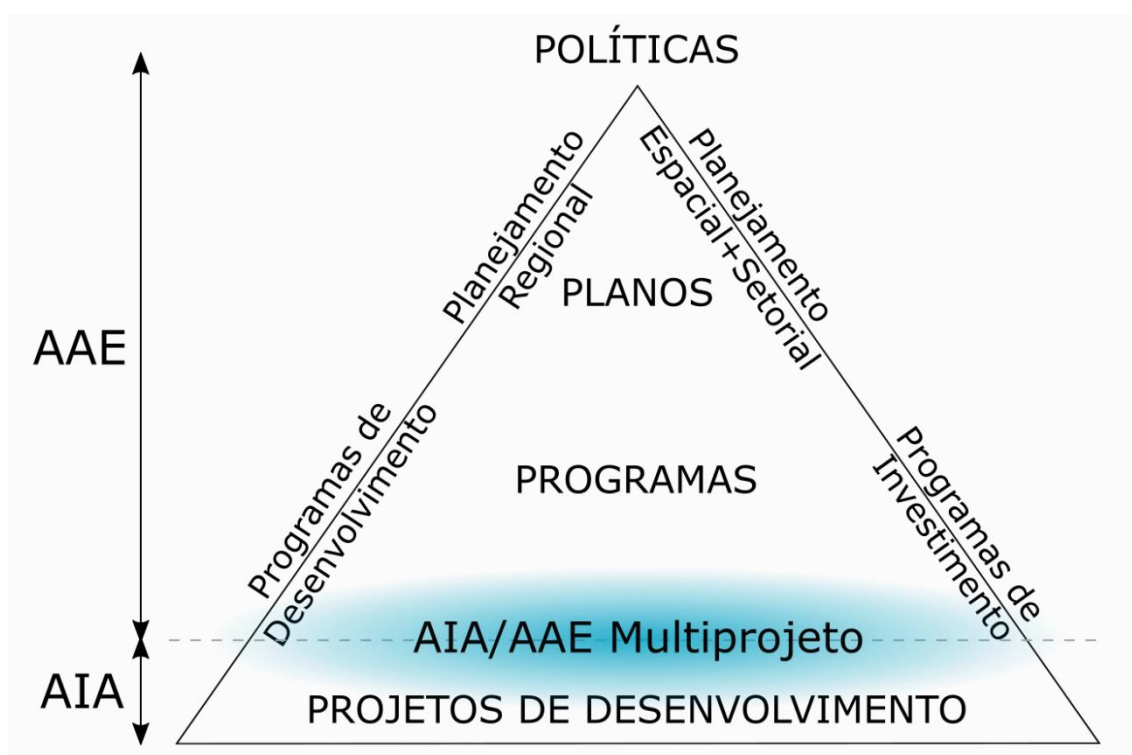 POLÍTICAS
Planejamento
Regional
Planejamento
Espacial+Setorial
PLANOS
AAE
Programas de
Desenvolvimento
PROGRAMAS
Programas de
Investimento
AIA/AAE Multiprojeto
AIA
PROJETOS DE DESENVOLVIMENTO